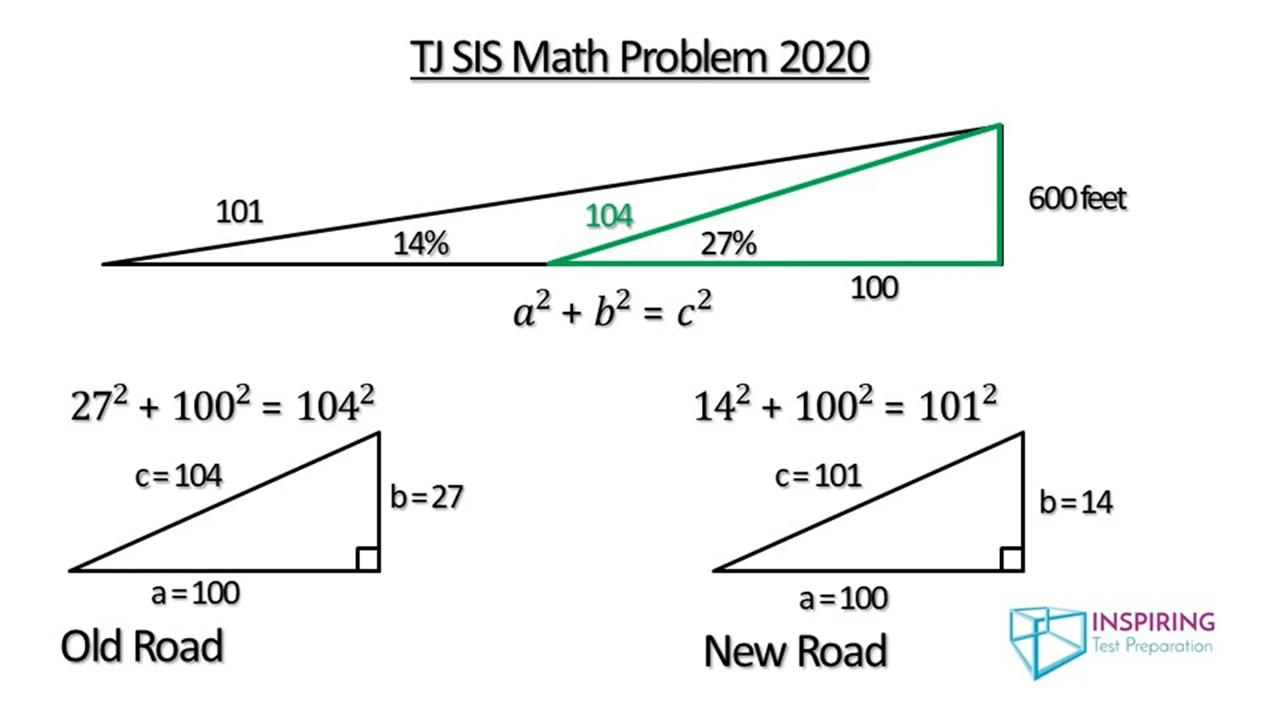 TJ SIS Math Problem 2020
101
104
14%
27%
600 feet
100
a² + b² = c²
27² + 100² = 104²
c = 104
b = 27
a = 100
Old Road
14² + 100² = 101²
c = 101
b = 14
a = 100
New Road
INSPIRING
Test Preparation